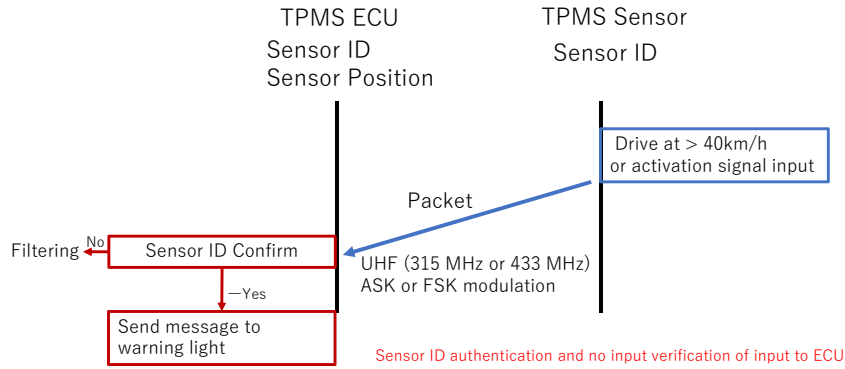 TPMS ECU
Sensor ID
Sensor Position
TPMS Sensor
Sensor ID
Drive at > 40km/h
or activation signal input
Packet
Filtering
No
Sensor ID Confirm
UHF (315 MHz or 433 MHz)
ASK or FSK modulation
—Yes
Send message to
warning light
Sensor ID authentication and no input verification of input to ECU